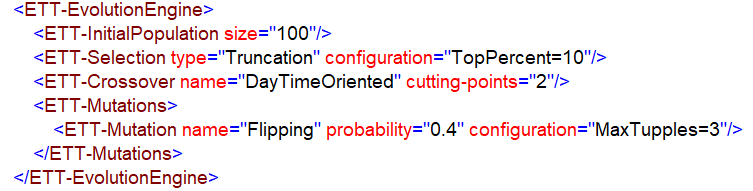 <ETT-EvolutionEngine>
<ETT-InitialPopulation size="100"/>
<ETT-Selection type="Truncation" configuration="TopPercent=10"/>
<ETT-Crossover name="DayTimeOriented" cutting-points="2"/>
<ETT-Mutations>
<ETT-Mutation name="Flipping" probability="0.4" configuration="MaxTupples=3"/>
</ETT-Mutations>
</ETT-EvolutionEngine>